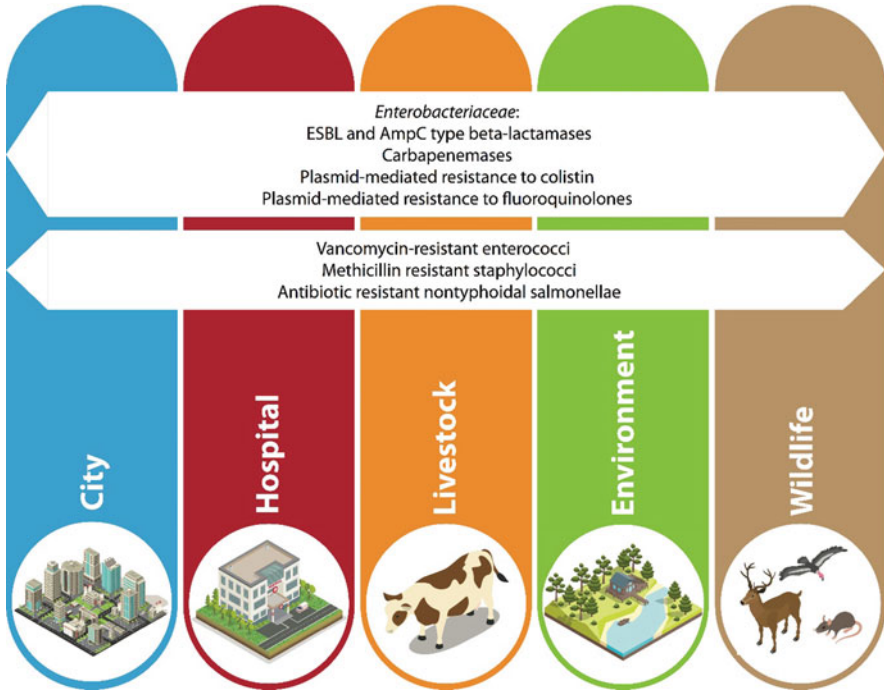 Enterobacteriaceae:
ESBL and AmpC type beta-lactamases
Carbapenemases
Plasmid-mediated resistance to colistin
Plasmid-mediated resistance to fluoroquinolones
Vancomycin-resistant enterococci
Methicillin resistant staphylococci
Antibiotic resistant nontyphoidal salmonellae
City
Hospital
Livestock
Environment
Wildlife